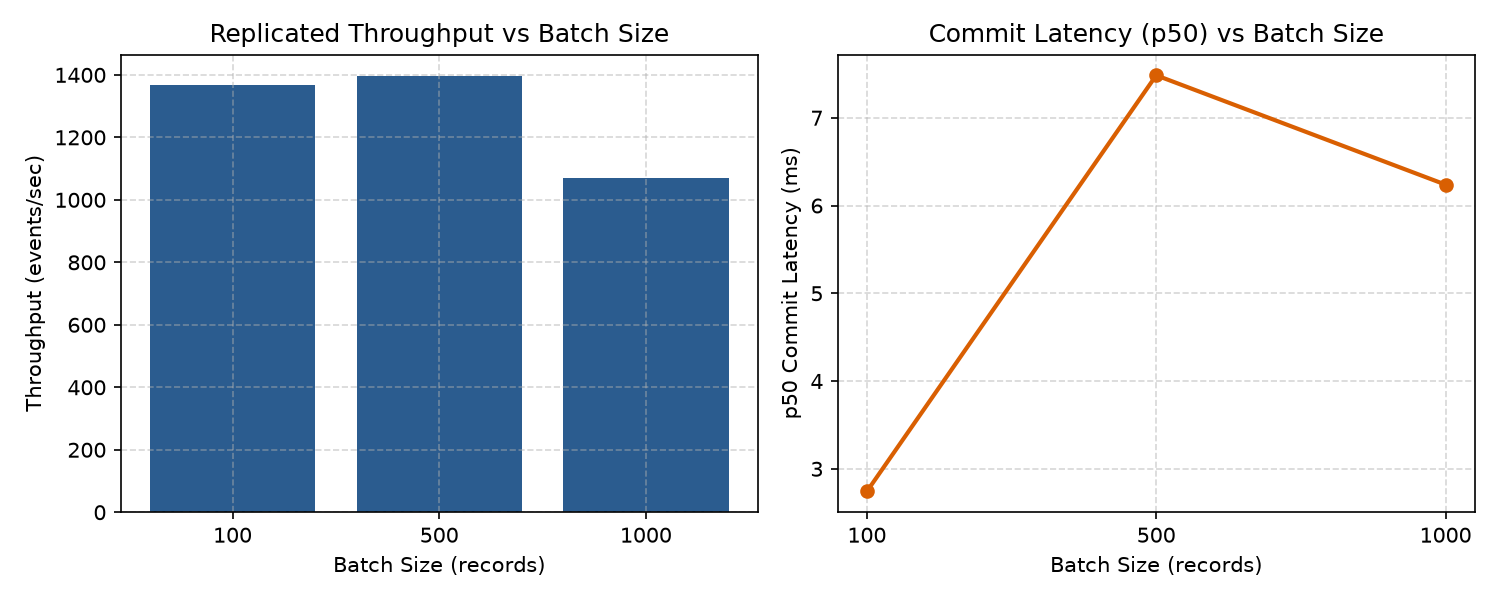 Replicated Throughput vs Batch Size
Throughput (events/sec)
1400
1200
1000
800
600
400
200
0
100 500 1000
Batch Size (records)
Commit Latency (p50) vs Batch Size
p50 Commit Latency (ms)
7
6
5
4
3
100 500 1000
Batch Size (records)